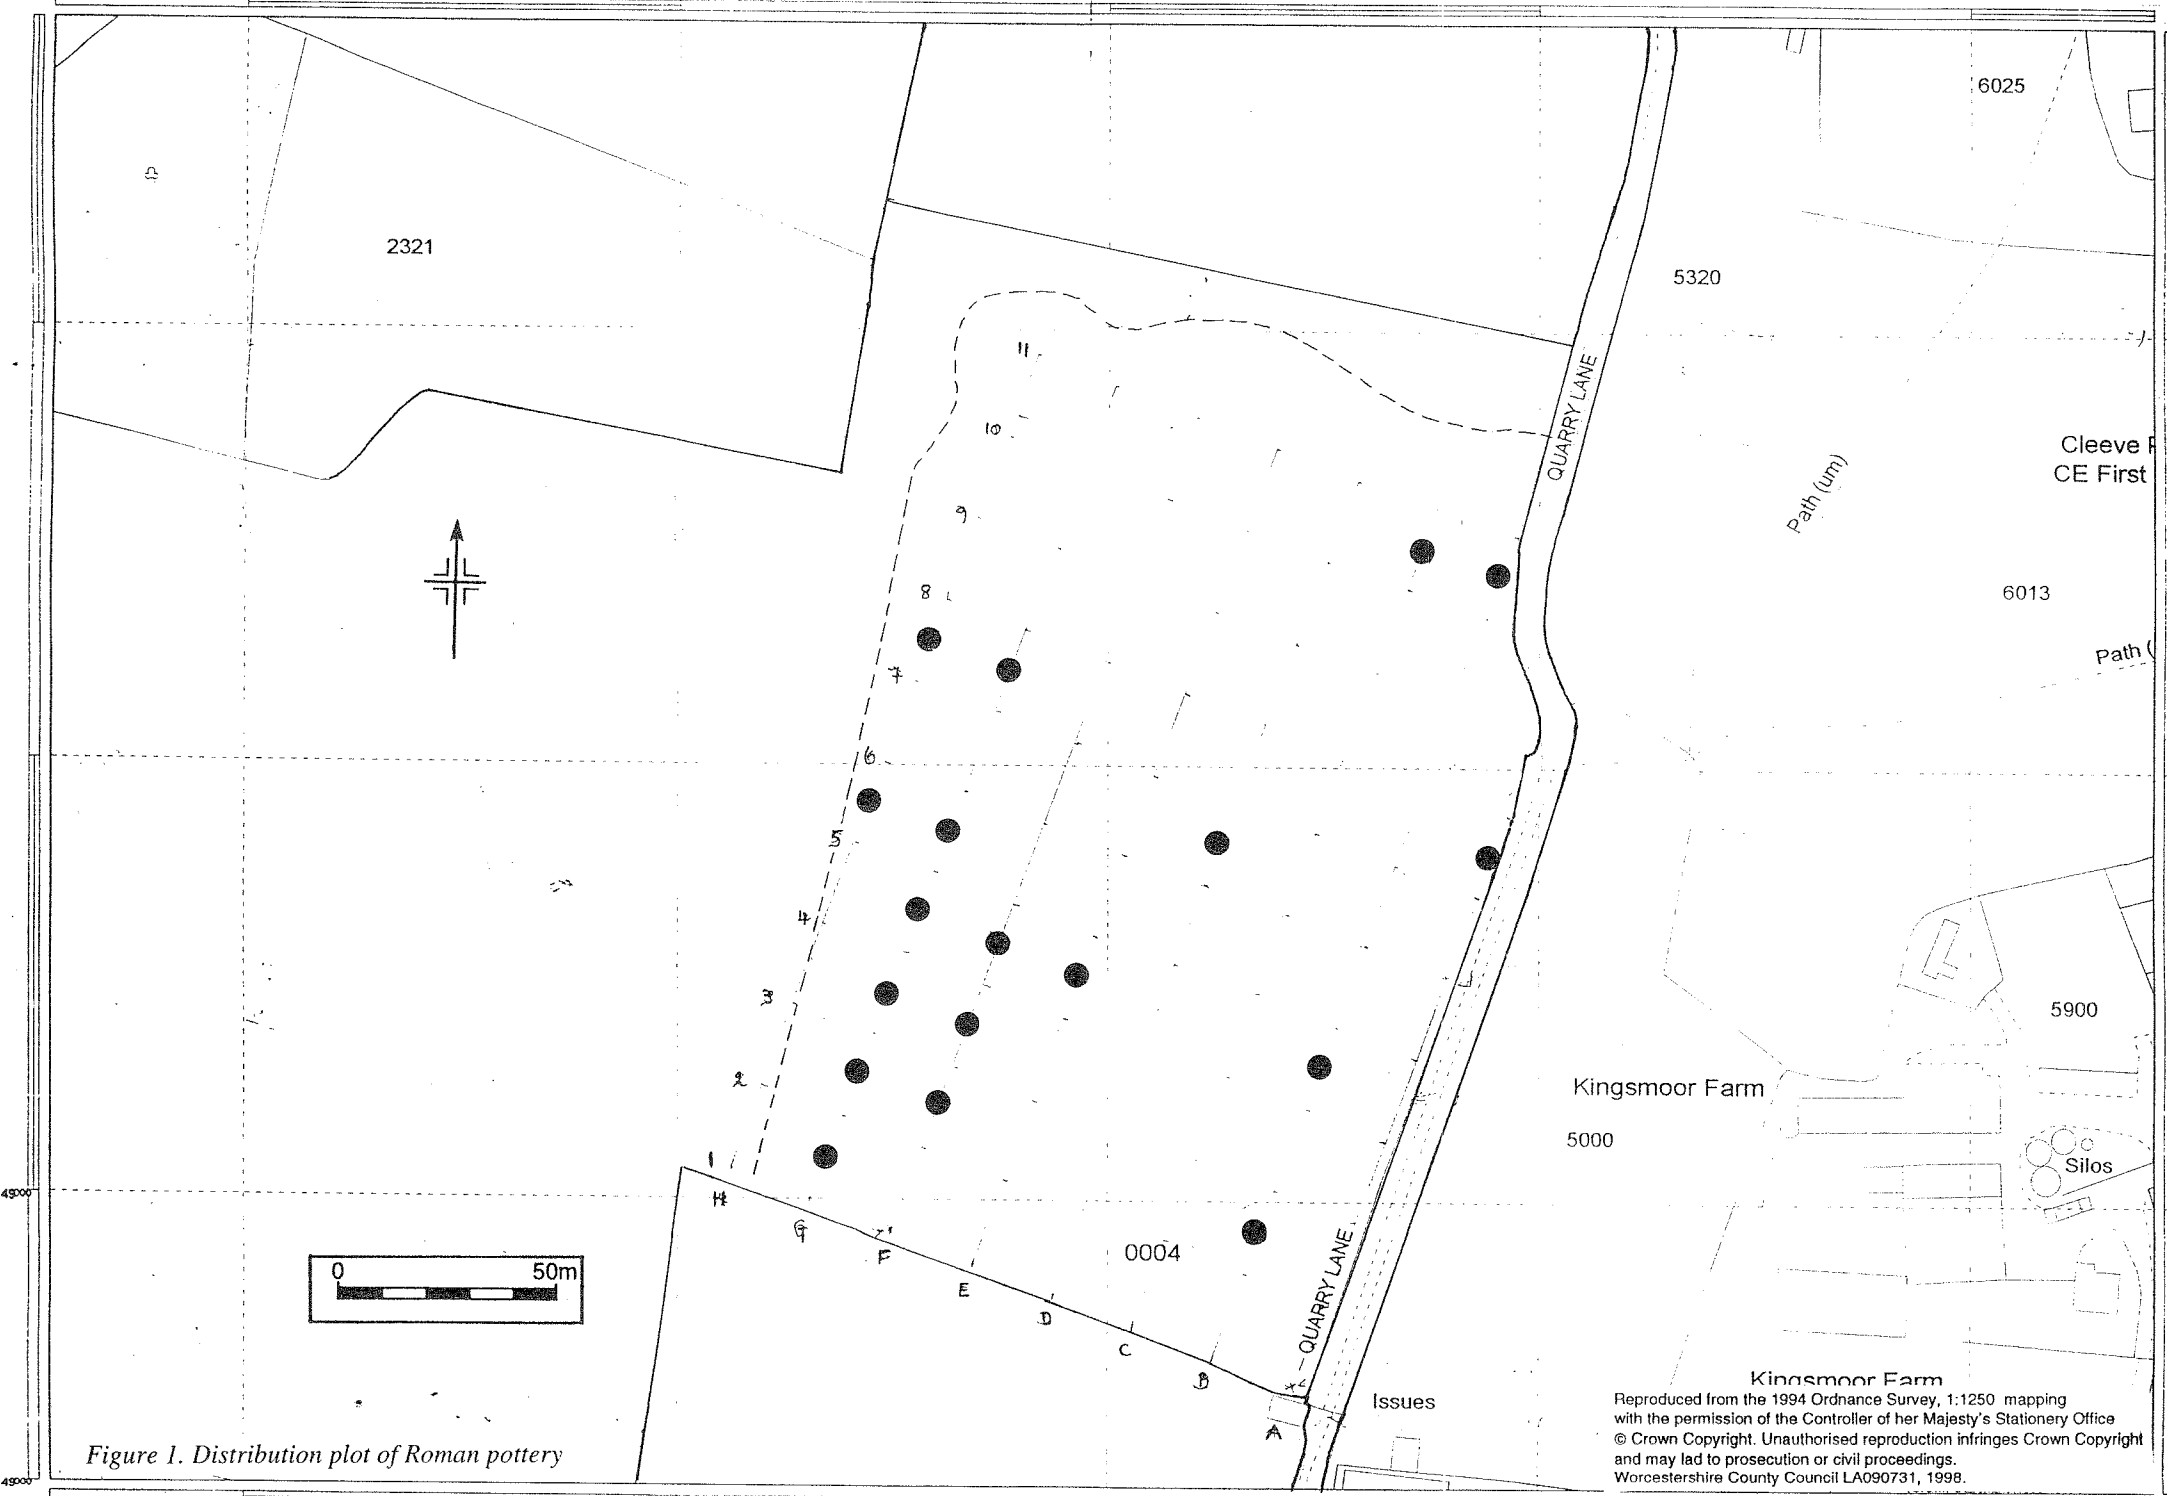 6025
2321
5320
QUARRY LANE
11
10
9
8
7
6
5
4
3
2
1
Path (um)
Cleeve
CE First
6013
Path (
5900
Kingsmoor Farm
5000
Silos
H
G
F
E
D
C
B
A
0004
QUARRY LANE
Issues
0 50m
Kingsmoor Farm
Figure 1. Distribution plot of Roman pottery
Reproduced from the 1994 Ordnance Survey, 1:1250 mapping
with the permission of the Controller of her Majesty's Stationery Office
© Crown Copyright. Unauthorised reproduction infringes Crown Copyright
and may lad to prosecution or civil proceedings.
Worcestershire County Council LA090731, 1998.